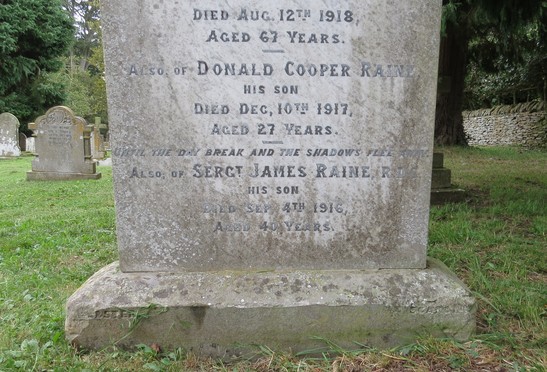 DIED AUG. 12TH 1918,
AGED 67 YEARS.
ALSO, OF DONALD COOPER RAINE
HIS SON
DIED DEC, 10TH 1917,
AGED 27 YEARS.
UNTIL THE DAY BREAK AND THE SHADOWS FLEE
ALSO, OF SERGT JAMES RAINE,
HIS SON
DIED SEP 4TH 1916,
AGED 40 YEARS.